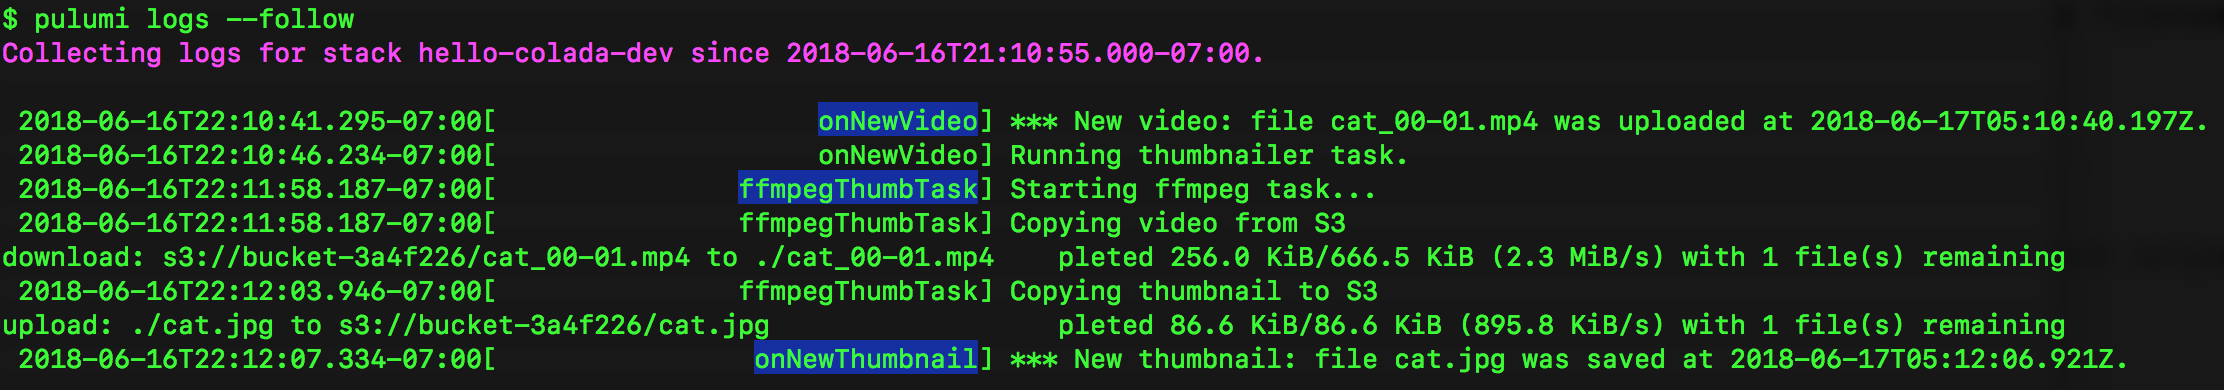 $ pulumi logs --follow
Collecting logs for stack hello-colada-dev since 2018-06-16T21:10:55.000-07:00.
2018-06-16T22:10:41.295-07:00[                    onNewVideo] *** New video: file cat_00-01.mp4 was uploaded at 2018-06-17T05:10:40.197Z.
2018-06-16T22:10:46.234-07:00[                    onNewVideo] Running thumbnailer task.
2018-06-16T22:11:58.187-07:00[               ffmpegThumbTask] Starting ffmpeg task...
2018-06-16T22:11:58.187-07:00[               ffmpegThumbTask] Copying video from S3
download: s3://bucket-3a4f226/cat_00-01.mp4 to ./cat_00-01.mp4    pleted 256.0 KiB/666.5 KiB (2.3 MiB/s) with 1 file(s) remaining
2018-06-16T22:12:03.946-07:00[               ffmpegThumbTask] Copying thumbnail to S3
upload: ./cat.jpg to s3://bucket-3a4f226/cat.jpg                  pleted 86.6 KiB/86.6 KiB (895.8 KiB/s) with 1 file(s) remaining
2018-06-16T22:12:07.334-07:00[                onNewThumbnail] *** New thumbnail: file cat.jpg was saved at 2018-06-17T05:12:06.921Z.